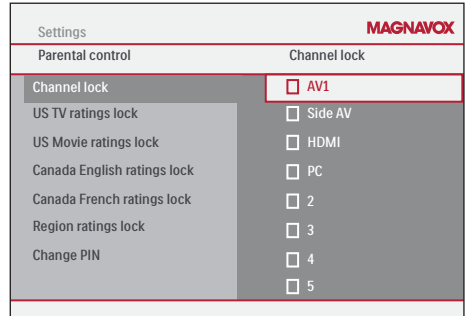 Settings
MAGNAVOX
Parental control
Channel lock
Channel lock
US TV ratings lock
US Movie ratings lock
Canada English ratings lock
Canada French ratings lock
Region ratings lock
Change PIN
AV1
Side AV
HDMI
PC
2
3
4
5